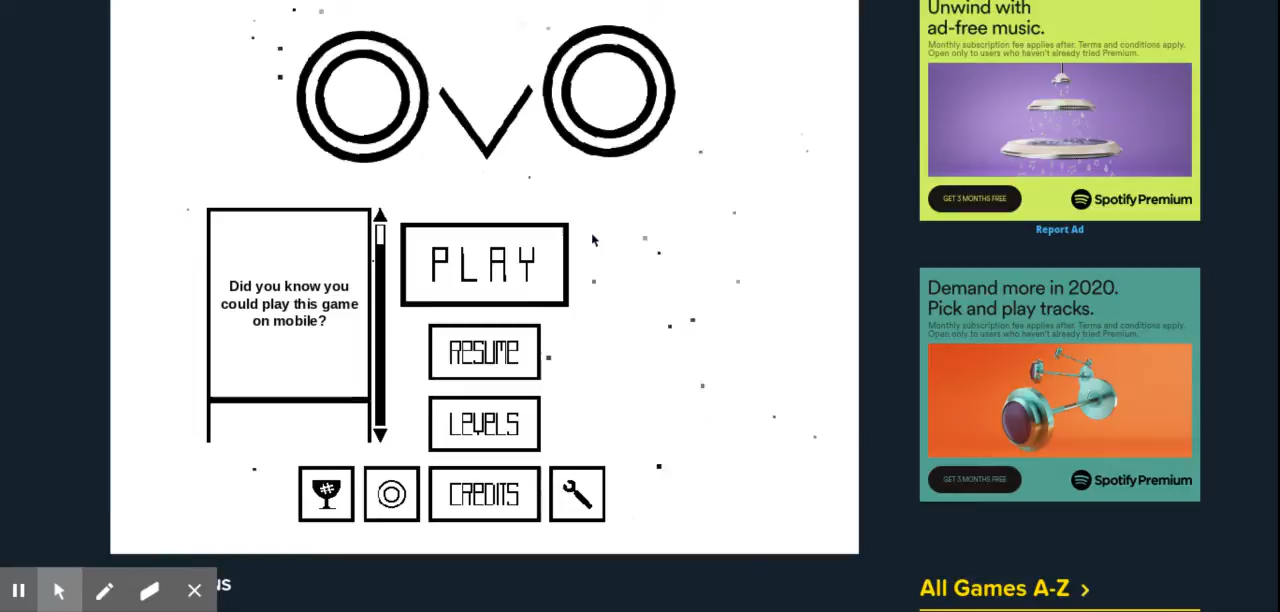 OVO
Did you know you
could play this game
on mobile?
PLAY
RESUME
LEVELS
CREDITS
NS
Unwind with
ad-free music.
Monthly subscription fee applies after. Terms and conditions apply.
Open only to users who haven't already tried Premium.
GET 3 MONTHS FREE
Spotify Premium
Report Ad
Demand more in 2020.
Pick and play tracks.
Monthly subscription fee applies after. Terms and conditions apply.
Open only to users who haven't already tried Premium.
GET 3 MONTHS FREE
Spotify Premium
All Games A-Z >